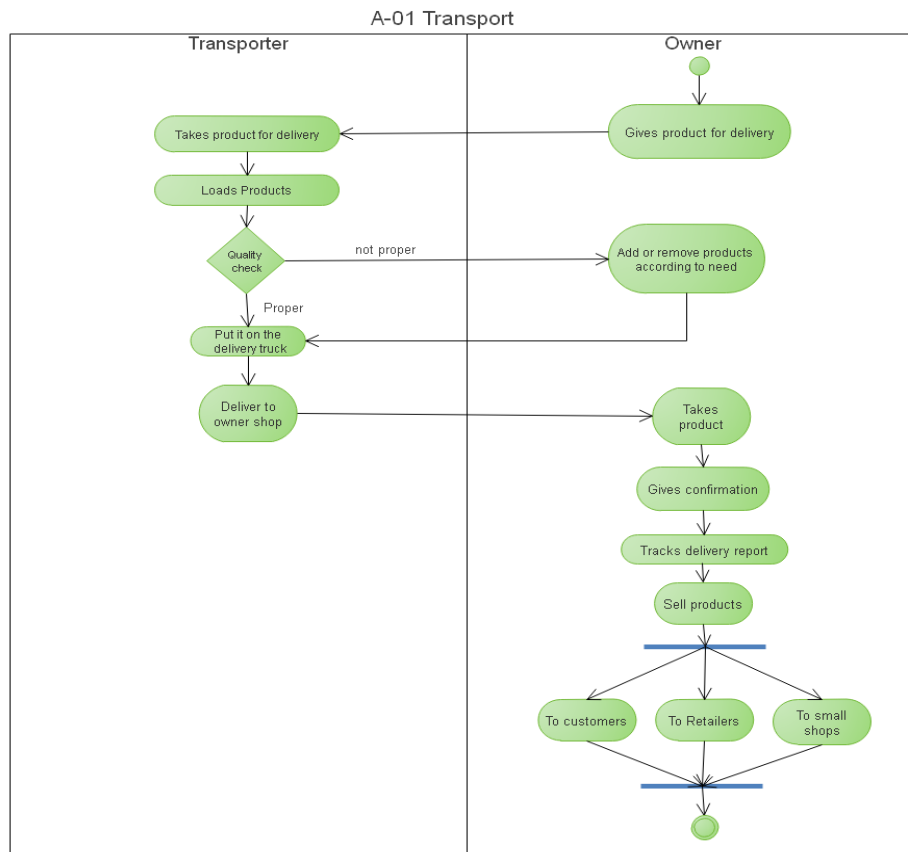 A-01 Transport
Transporter
Owner
Takes product for delivery
Gives product for delivery
Loads Products
Quality
check
not proper
Add or remove products
according to need
Proper
Put it on the
delivery truck
Deliver to
owner shop
Takes
product
Gives confirmation
Tracks delivery report
Sell products
To customers
To Retailers
To small
shops